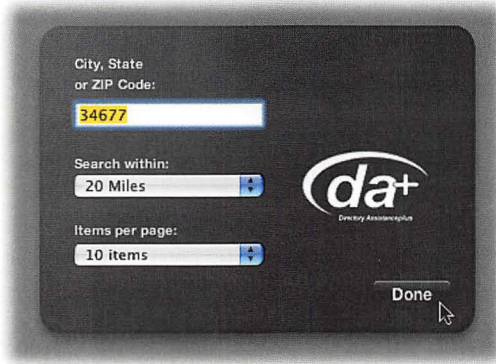 City, State
or ZIP Code:
34677
Search within:
20 Miles
Items per page:
10 items
da+
Directory Assistanceplus
Done